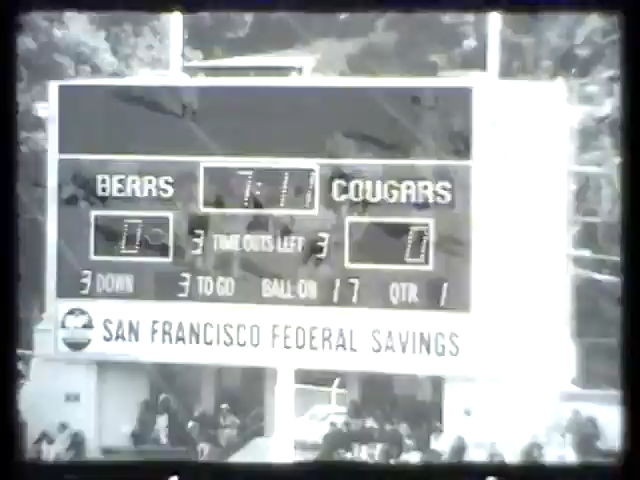 BERRS 7:11 COUGARS
0 3 TIME OUTS LEFT 3 0
3 DOWN 3 TO GO BALL ON 17 QTR 1
SAN FRANCISCO FEDERAL SAVINGS